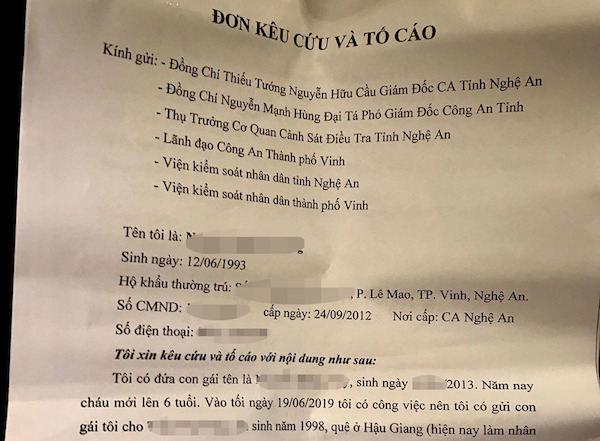 ĐƠN KÊU CỨU VÀ TỐ CÁO
Kính gửi: - Đồng Chí Thiếu Tướng Nguyễn Hữu Cầu Giám Đốc CA Tỉnh Nghệ An
- Đồng Chí Nguyễn Mạnh Hùng Đại Tá Phó Giám Đốc Công An Tỉnh
- Thụ Trưởng Cơ Quan Cảnh Sát Điều Tra Tỉnh Nghệ An
- Lãnh đạo Công An Thành phố Vinh
- Viện kiểm soát nhân dân tỉnh Nghệ An
- Viện kiểm soát nhân dân thành phố Vinh
Tên tôi là:
Sinh ngày: 12/06/1993
Hộ khẩu thường trú: , P. Lê Mao, TP. Vinh, Nghệ An.
Số CMND: cấp ngày: 24/09/2012 Nơi cấp: CA Nghệ An
Số điện thoại:
Tôi xin kêu cứu và tố cáo với nội dung như sau:
Tôi có đứa con gái tên là , sinh ngày /2013. Năm nay
cháu mới lên 6 tuổi. Vào tối ngày 19/06/2019 tôi có công việc nên tôi có gửi con
gái tôi cho sinh năm 1998, quê ở Hậu Giang (hiện nay làm nhân